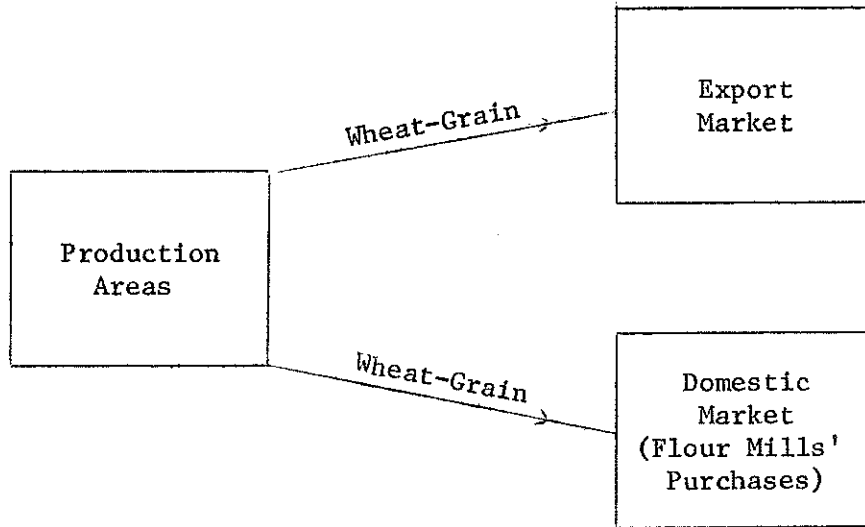 Export
Market
Wheat-Grain
Production
Areas
Wheat-Grain
Domestic
Market
(Flour Mills'
Purchases)